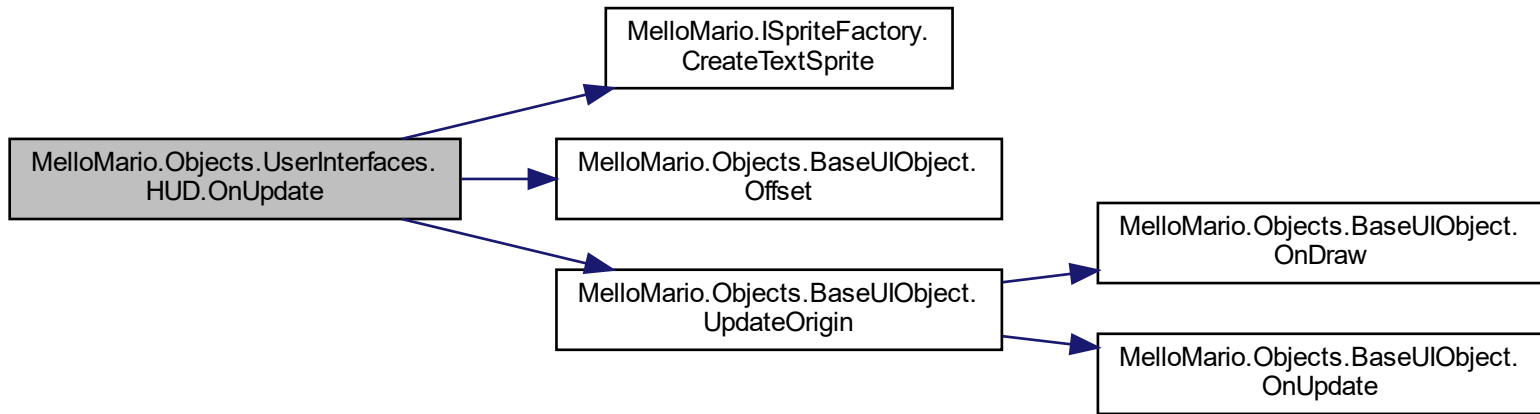 MelloMario.ISpriteFactory.
CreateTextSprite
MelloMario.Objects.UserInterfaces.
HUD.OnUpdate
MelloMario.Objects.BaseUIObject.
Offset
MelloMario.Objects.BaseUIObject.
UpdateOrigin
MelloMario.Objects.BaseUIObject.
OnDraw
MelloMario.Objects.BaseUIObject.
OnUpdate